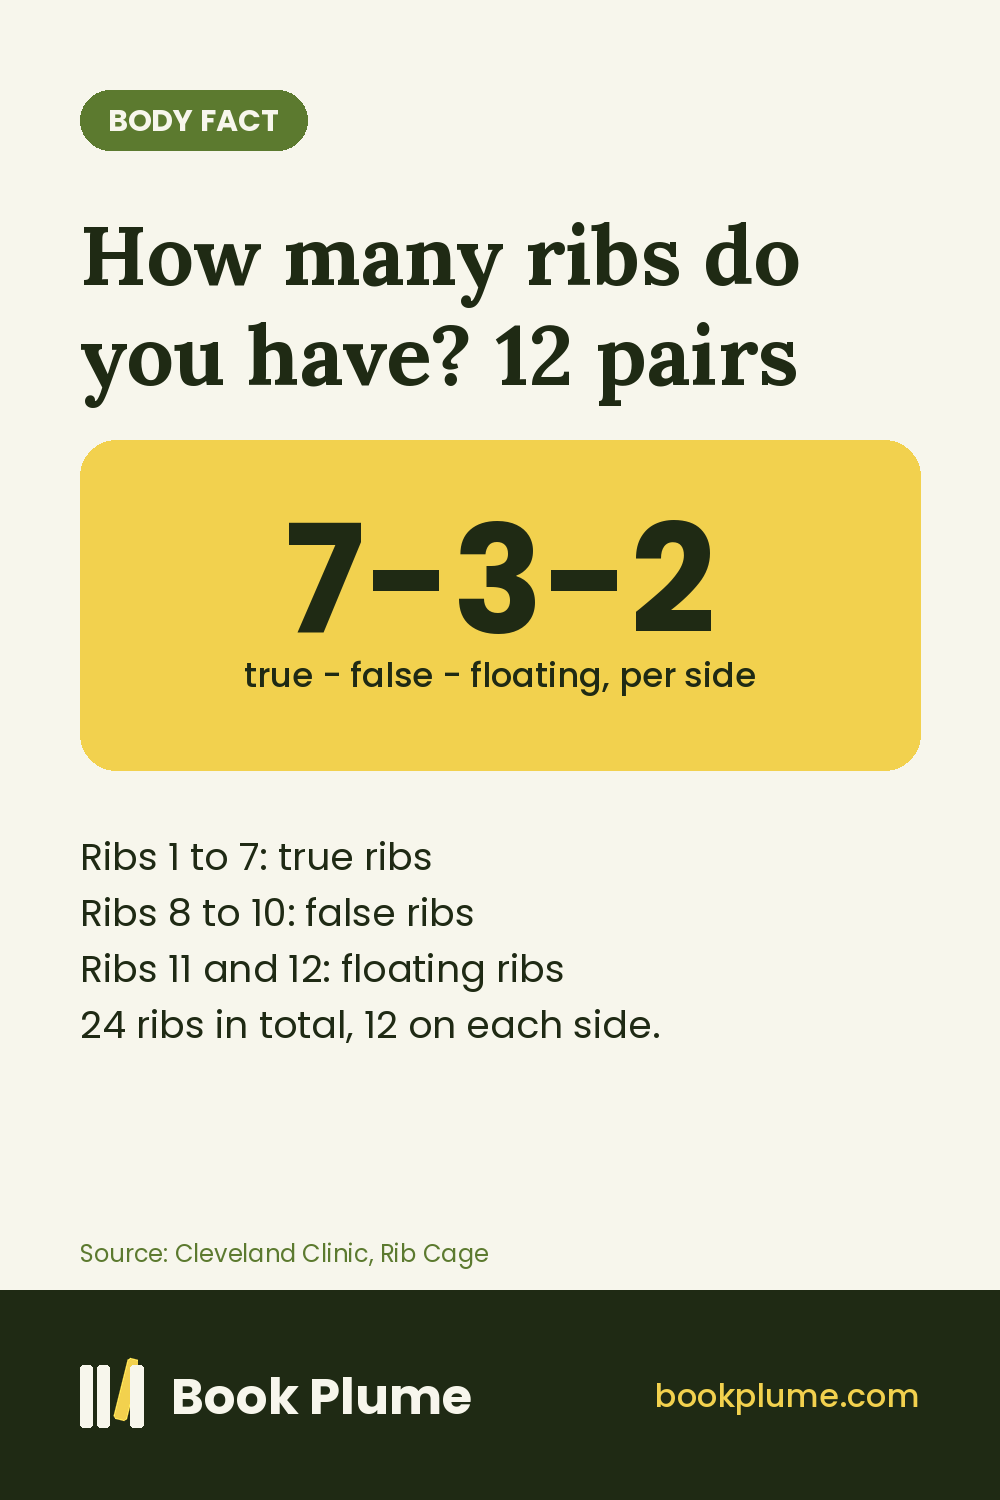 BODY FACT
How many ribs do
you have? 12 pairs
7–3–2
true - false - floating, per side
Ribs 1 to 7: true ribs
Ribs 8 to 10: false ribs
Ribs 11 and 12: floating ribs
24 ribs in total, 12 on each side.
Source: Cleveland Clinic, Rib Cage
Book Plume
bookplume.com